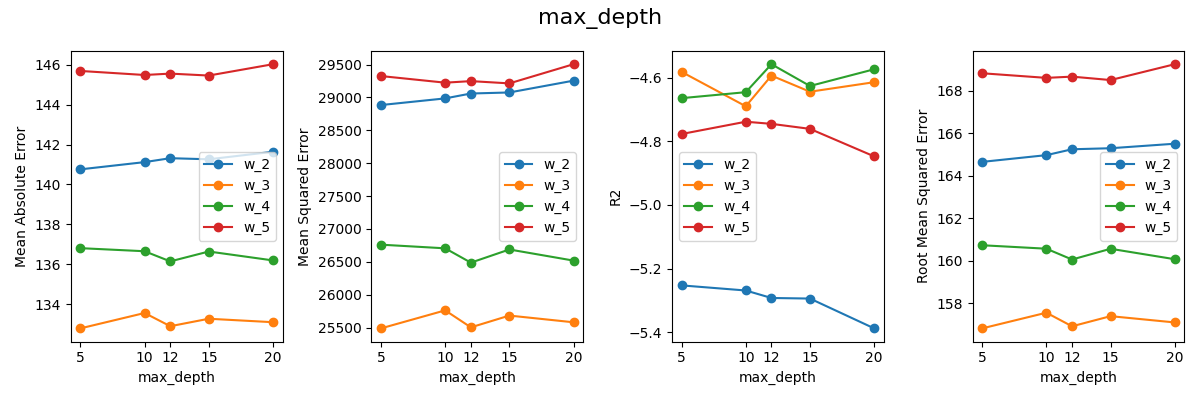 max_depth
Mean Absolute Error
146
144
142
140
138
136
134
5
10
12
15
20
max_depth
w_2
w_3
w_4
w_5
Mean Squared Error
29500
29000
28500
28000
27500
27000
26500
26000
25500
5
10
12
15
20
max_depth
w_2
w_3
w_4
w_5
R2
−4.6
−4.8
−5.0
−5.2
−5.4
5
10
12
15
20
max_depth
w_2
w_3
w_4
w_5
Root Mean Squared Error
168
166
164
162
160
158
5
10
12
15
20
max_depth
w_2
w_3
w_4
w_5